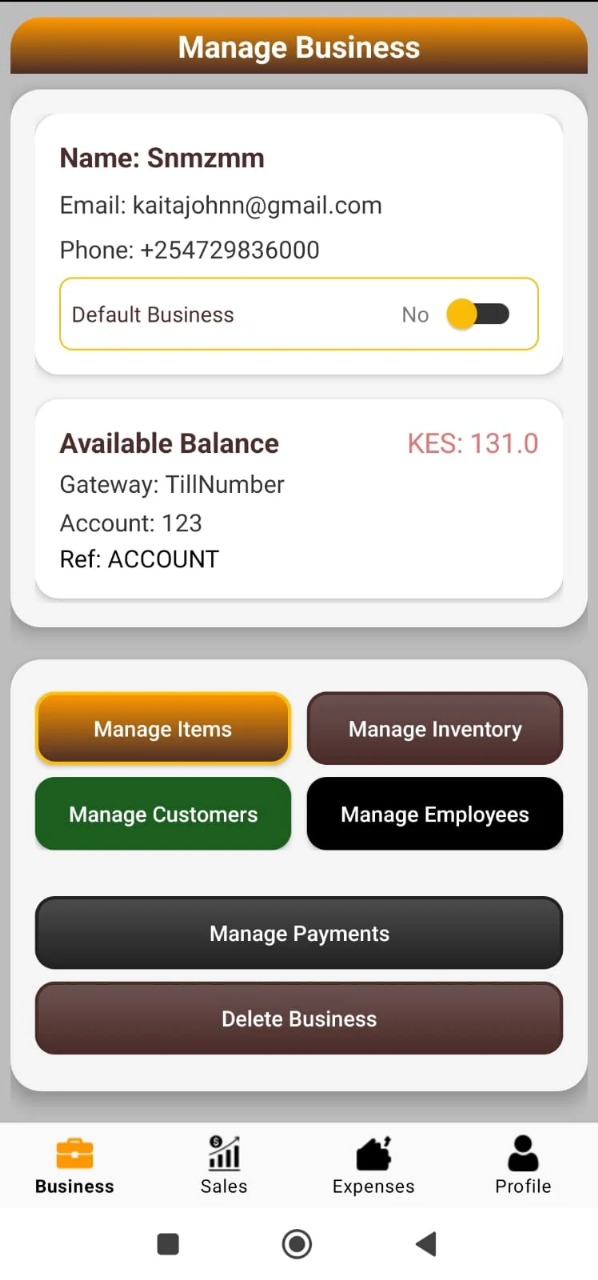 Manage Business
Name: Snmzmm
Email: kaitajohnn@gmail.com
Phone: +254729836000
Default Business No
Available Balance KES: 131.0
Gateway: TillNumber
Account: 123
Ref: ACCOUNT
Manage Items Manage Inventory
Manage Customers Manage Employees
Manage Payments
Delete Business
Business Sales Expenses Profile